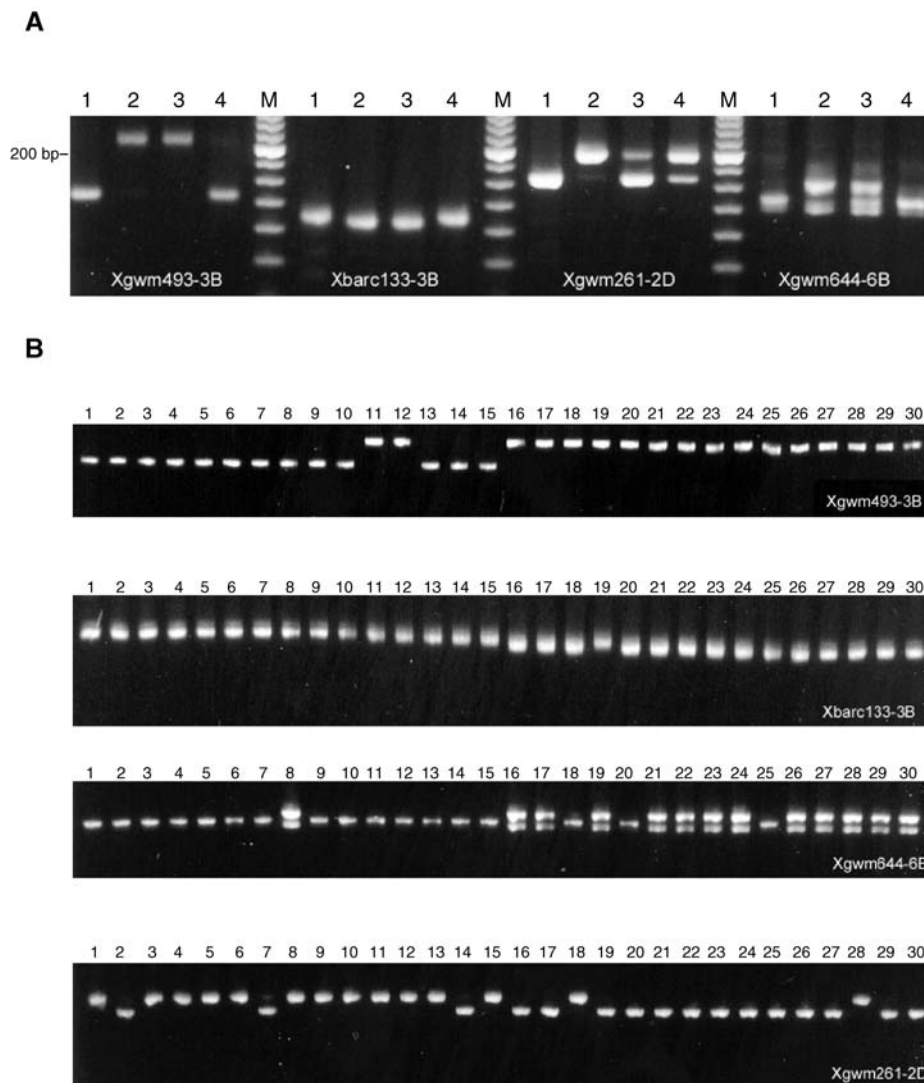 A
1 2 3 4 M 1 2 3 4 M 1 2 3 4 M 1 2 3 4
200 bp–
Xgwm493-3B Xbarc133-3B Xgwm261-2D Xgwm644-6B
B
1 2 3 4 5 6 7 8 9 10 11 12 13 14 15 16 17 18 19 20 21 22 23 24 25 26 27 28 29 30
Xgwm493-3B
1 2 3 4 5 6 7 8 9 10 11 12 13 14 15 16 17 18 19 20 21 22 23 24 25 26 27 28 29 30
Xbarc133-3B
1 2 3 4 5 6 7 8 9 10 11 12 13 14 15 16 17 18 19 20 21 22 23 24 25 26 27 28 29 30
Xgwm644-6B
1 2 3 4 5 6 7 8 9 10 11 12 13 14 15 16 17 18 19 20 21 22 23 24 25 26 27 28 29 30
Xgwm261-2D